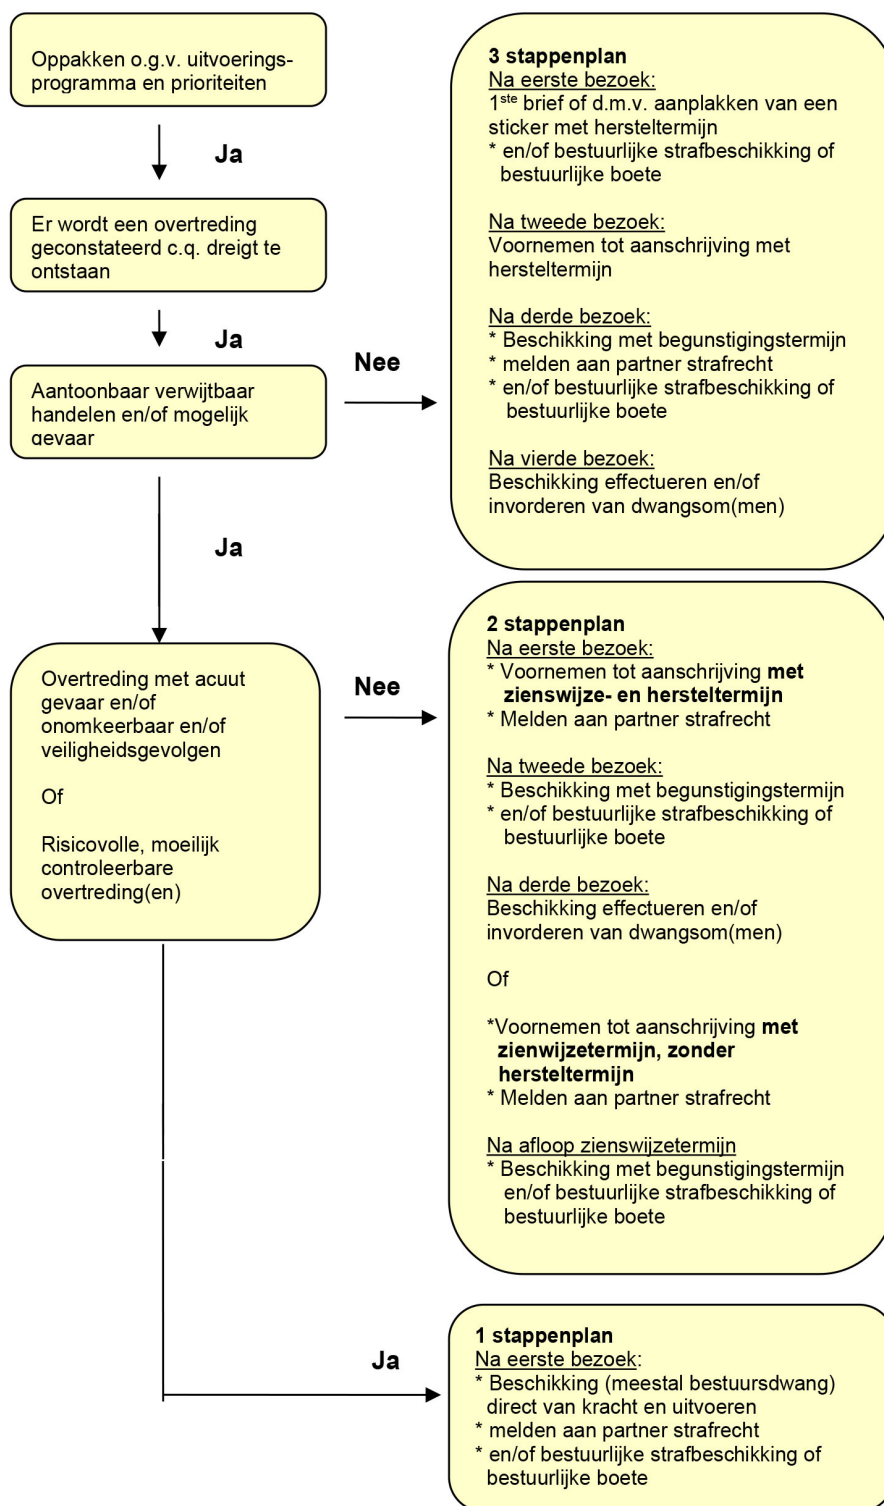 Oppakken o.g.v. uitvoerings-
programma en prioriteiten
Ja
Er wordt een overtreding
geconstateerd c.q. dreigt te
ontstaan
Ja
Aantoonbaar verwijtbaar
handelen en/of mogelijk
gevaar
Nee
3 stappenplan
Na eerste bezoek:
1ste brief of d.m.v. aanplakken van een
sticker met hersteltermijn
* en/of bestuurlijke strafbeschikking of
bestuurlijke boete
Na tweede bezoek:
Voornemen tot aanschrijving met
hersteltermijn
Na derde bezoek:
* Beschikking met begunstigingstermijn
* melden aan partner strafrecht
* en/of bestuurlijke strafbeschikking of
bestuurlijke boete
Na vierde bezoek:
Beschikking effectueren en/of
invorderen van dwangsom(men)
Ja
Overtreding met acuut
gevaar en/of
onomkeerbaar en/of
veiligheidsgevolgen
Of
Risicovolle, moeilijk
controleerbare
overtreding(en)
Nee
2 stappenplan
Na eerste bezoek:
* Voornemen tot aanschrijving met
zienswijze- en hersteltermijn
* Melden aan partner strafrecht
Na tweede bezoek:
* Beschikking met begunstigingstermijn
* en/of bestuurlijke strafbeschikking of
bestuurlijke boete
Na derde bezoek:
Beschikking effectueren en/of
invorderen van dwangsom(men)
Of
*Voornemen tot aanschrijving met
zienwijzetermijn, zonder
hersteltermijn
* Melden aan partner strafrecht
Na afloop zienswijzetermijn
* Beschikking met begunstigingstermijn
en/of bestuurlijke strafbeschikking of
bestuurlijke boete
Ja
1 stappenplan
Na eerste bezoek:
* Beschikking (meestal bestuursdwang)
direct van kracht en uitvoeren
* melden aan partner strafrecht
* en/of bestuurlijke strafbeschikking of
bestuurlijke boete